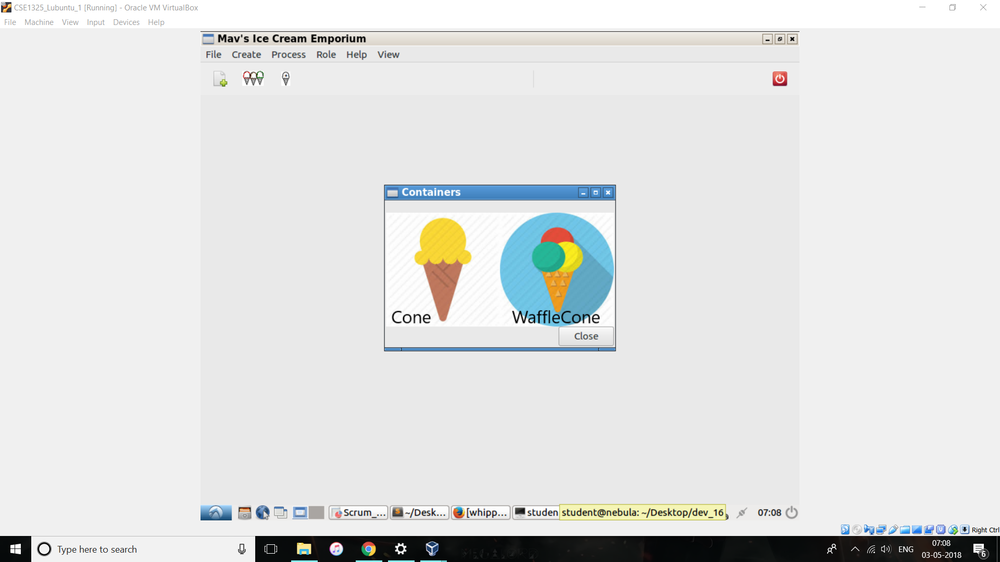 CSE1325_Lubuntu_1 [Running] - Oracle VM VirtualBox
File Machine View Input Devices Help
Mav's Ice Cream Emporium
File Create Process Role Help View
Containers
Cone
WaffleCone
Close
Scrum_... ~/Desk... [whipp... studen student@nebula: ~/Desktop/dev_16 07:08
Right Ctrl
Type here to search
ENG
07:08
03-05-2018
6